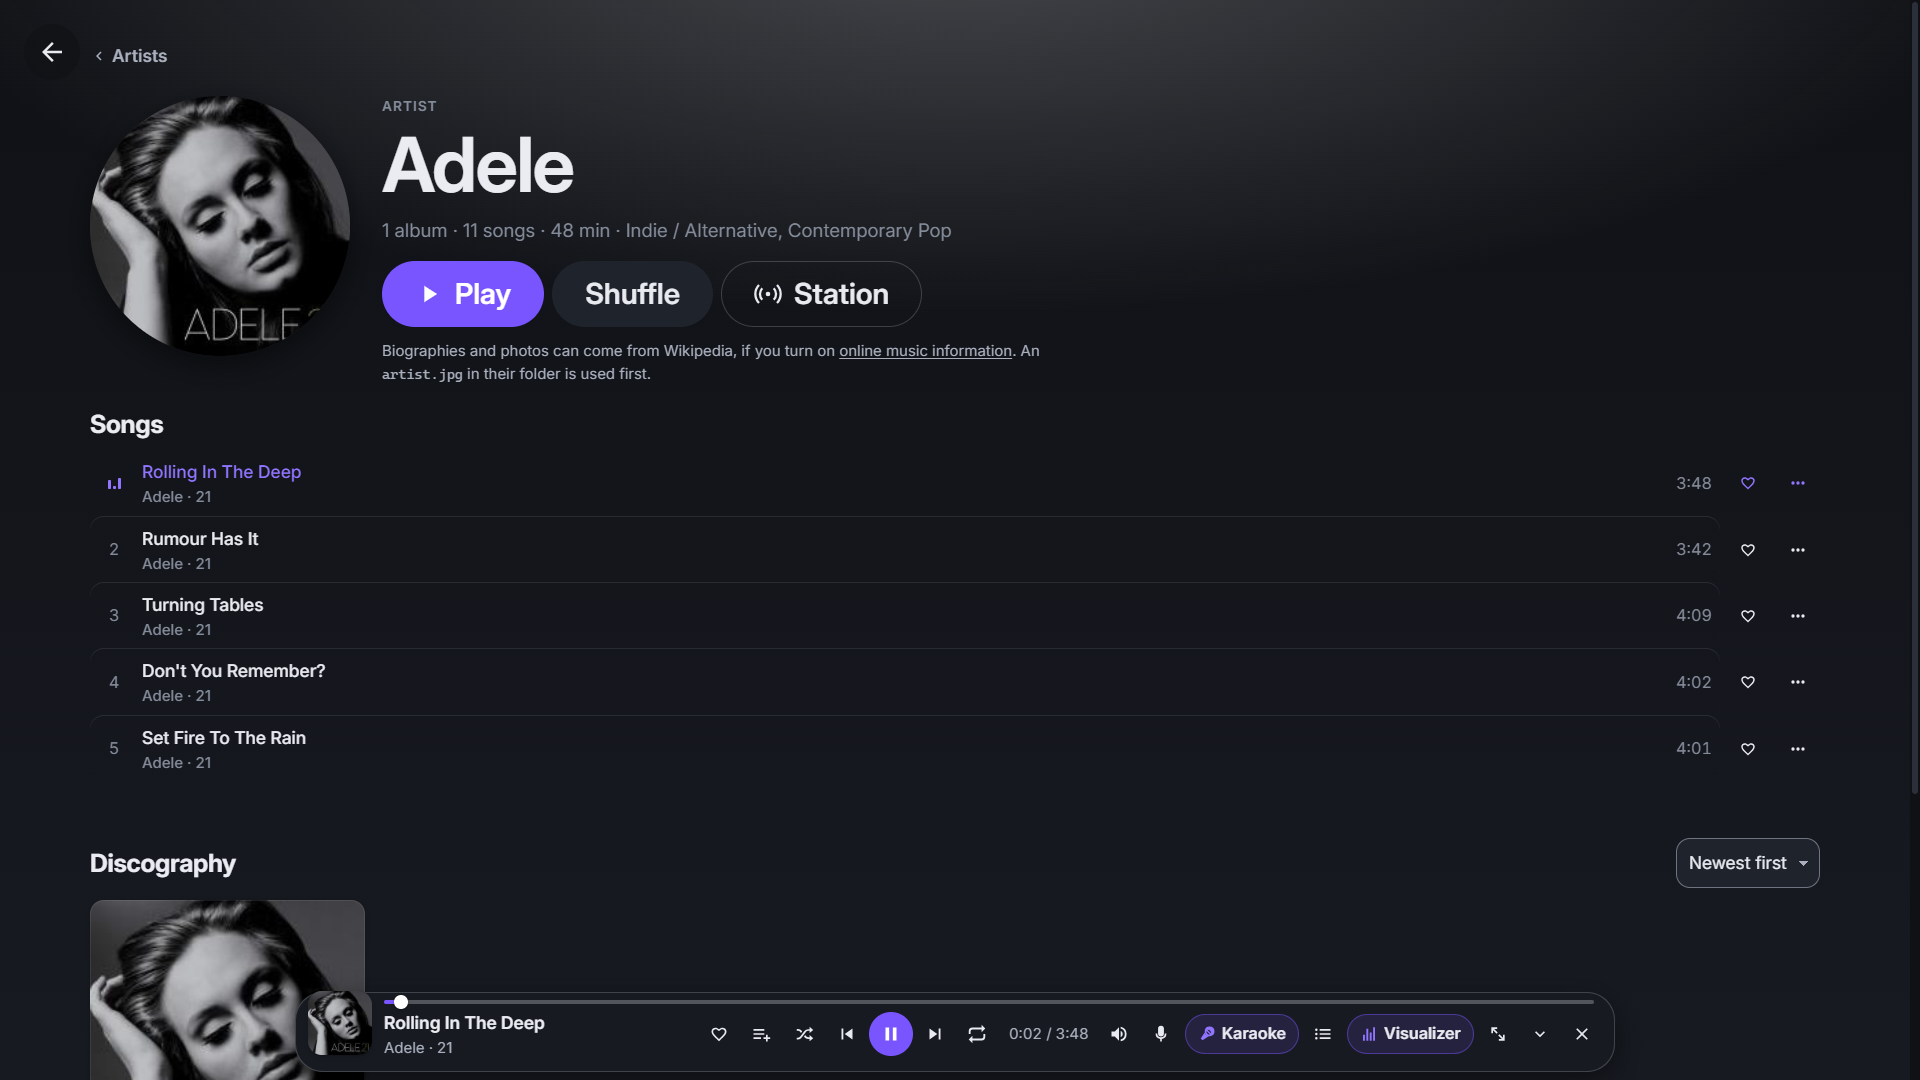 Artists
ARTIST
Adele
1 album · 11 songs · 48 min · Indie / Alternative, Contemporary Pop
Play
Shuffle
Station
Biographies and photos can come from Wikipedia, if you turn on online music information. An
artist.jpg in their folder is used first.
ADELE
Songs
Rolling In The Deep
Adele · 21
3:48
2
Rumour Has It
Adele · 21
3:42
3
Turning Tables
Adele · 21
4:09
4
Don't You Remember?
Adele · 21
4:02
5
Set Fire To The Rain
Adele · 21
4:01
Discography
Newest first
ADELE 21
Rolling In The Deep
Adele · 21
0:02 / 3:48
Karaoke
Visualizer